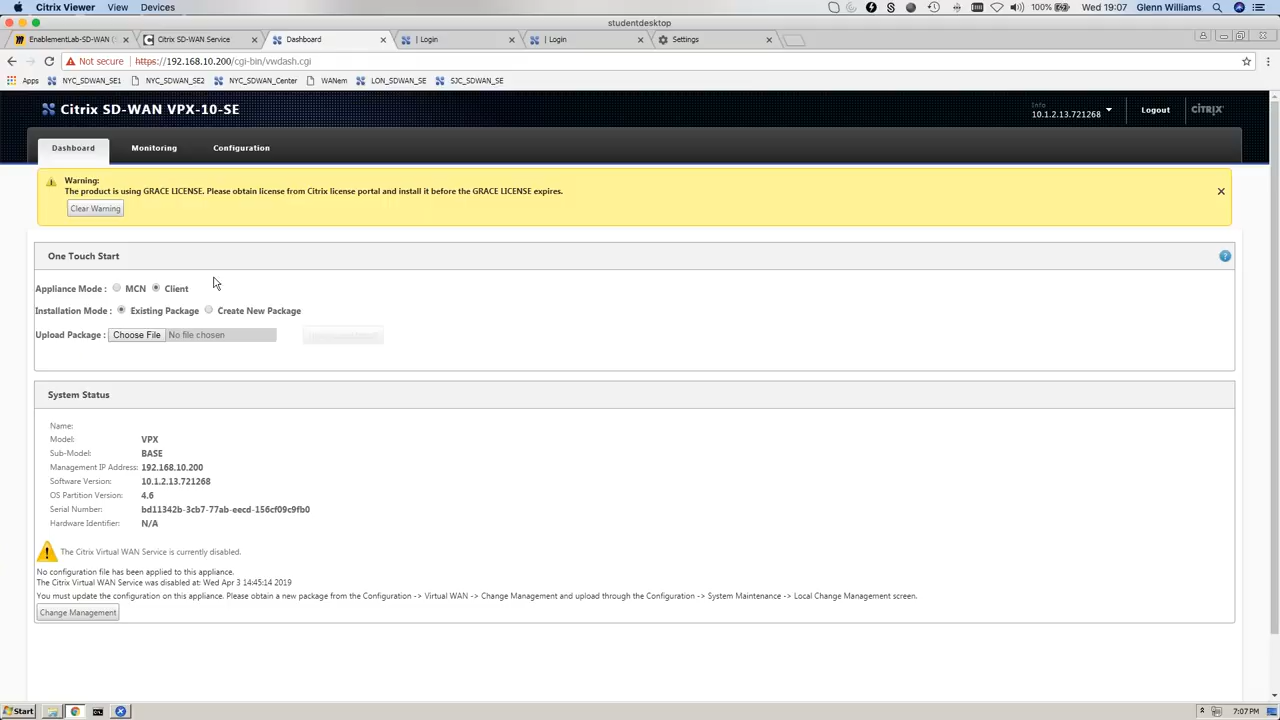 Citrix Viewer View Devices 100% Wed 19:07 Glenn Williams
studentdesktop
EnablementLab-SD-WAN ( Citrix SD-WAN Service Dashboard | Login | Login Settings
Not secure https://192.168.10.200/cgi-bin/vwdash.cgi
Apps NYC_SDWAN_SE1 NYC_SDWAN_SE2 NYC_SDWAN_Center WANem LON_SDWAN_SE SJC_SDWAN_SE
Citrix SD-WAN VPX-10-SE
Info
10.1.2.13.721268
Logout
CITRIX
Dashboard Monitoring Configuration
Warning:
The product is using GRACE LICENSE. Please obtain license from Citrix license portal and install it before the GRACE LICENSE expires.
Clear Warning
One Touch Start
Appliance Mode : MCN Client
Installation Mode : Existing Package Create New Package
Upload Package : Choose File No file chosen
System Status
Name:
Model: VPX
Sub-Model: BASE
Management IP Address: 192.168.10.200
Software Version: 10.1.2.13.721268
OS Partition Version: 4.6
Serial Number: bd11342b-3cb7-77ab-eecd-156cf09c9fb0
Hardware Identifier: N/A
The Citrix Virtual WAN Service is currently disabled.
No configuration file has been applied to this appliance.
The Citrix Virtual WAN Service was disabled at: Wed Apr 3 14:45:14 2019
You must update the configuration on this appliance. Please obtain a new package from the Configuration -> Virtual WAN -> Change Management and upload through the Configuration -> System Maintenance -> Local Change Management screen.
Change Management
Start 7:07 PM